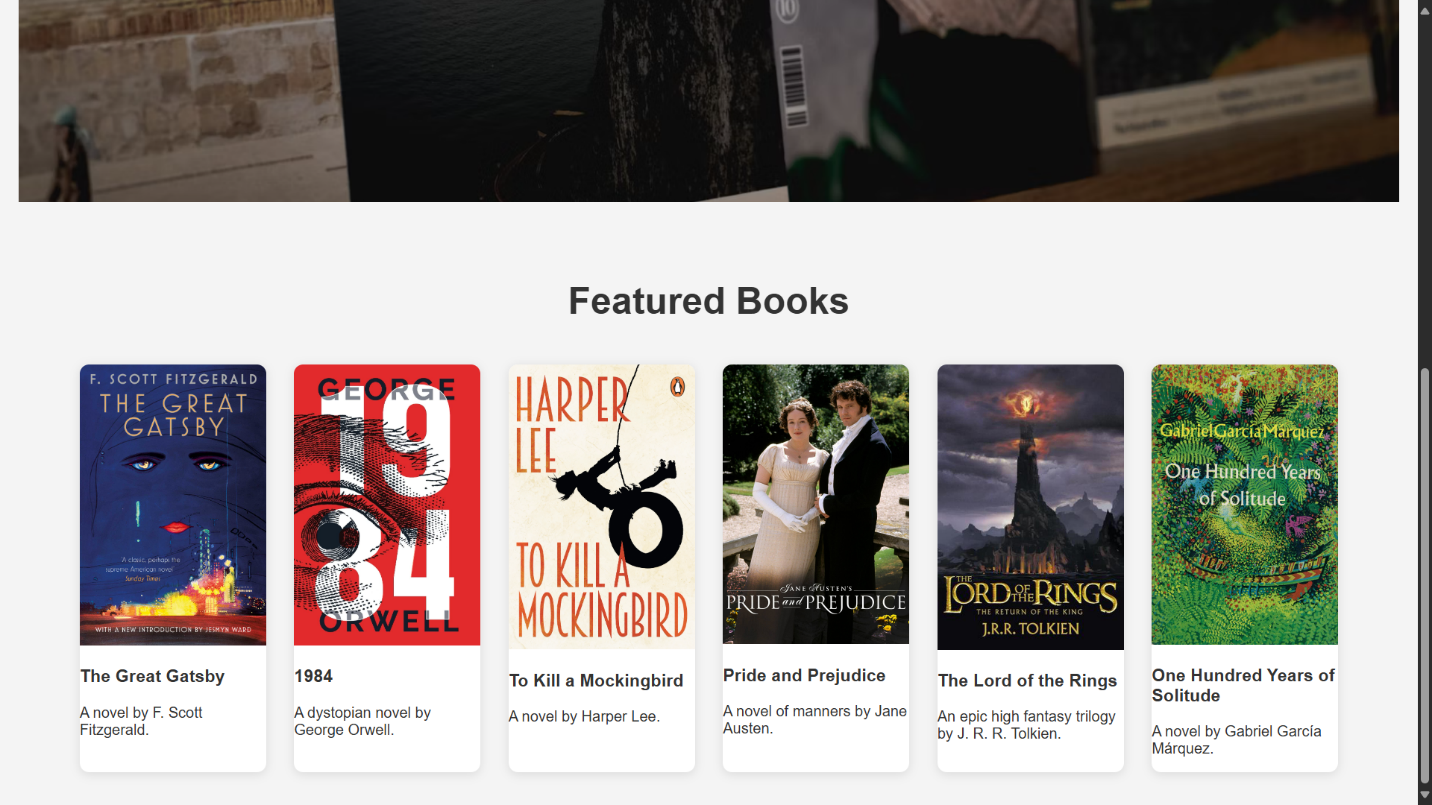 10
Featured Books
F. SCOTT FITZGERALD
THE GREAT
GATSBY
A classic, perhaps the
supreme American novel
Sunday Times
WITH A NEW INTRODUCTION BY JESMYN WARD
The Great Gatsby
A novel by F. Scott
Fitzgerald.
GEORGE
19
84
ORWELL
1984
A dystopian novel by
George Orwell.
HARPER
LEE
TO KILL A
MOCKINGBIRD
To Kill a Mockingbird
A novel by Harper Lee.
JANE AUSTEN'S
PRIDE and PREJUDICE
Pride and Prejudice
A novel of manners by Jane
Austen.
THE
LORD OF THE RINGS
THE RETURN OF THE KING
J.R.R. TOLKIEN
The Lord of the Rings
An epic high fantasy trilogy
by J. R. R. Tolkien.
GabrielGarcíaMárquez
One Hundred Years
of Solitude
One Hundred Years of
Solitude
A novel by Gabriel García
Márquez.